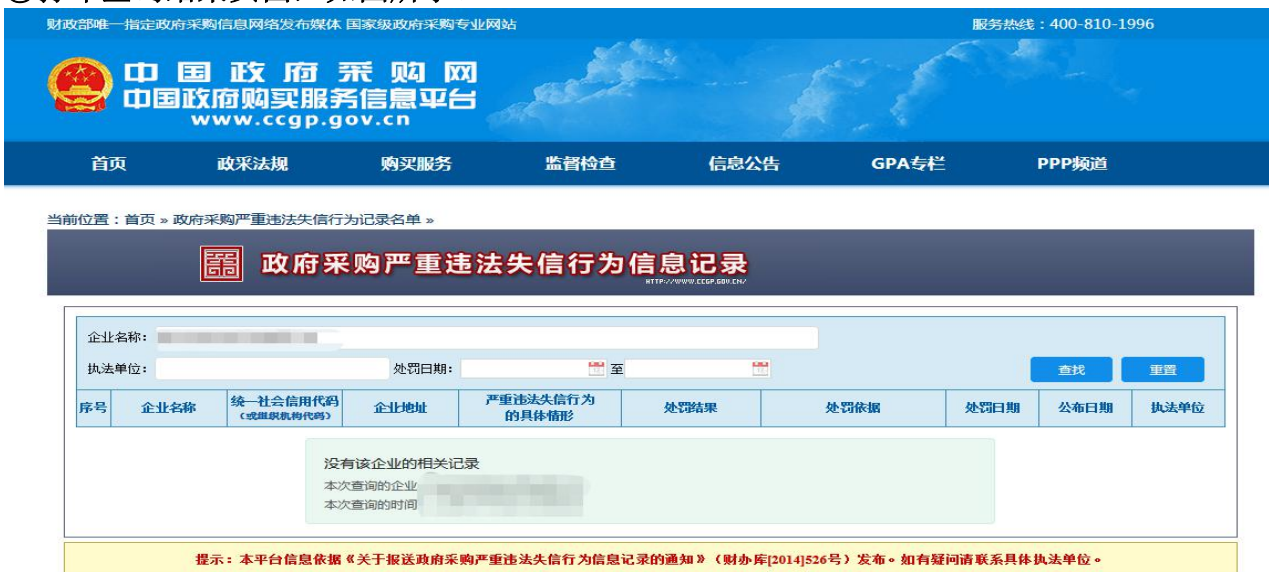 财政部唯一指定政府采购信息网络发布媒体 国家级政府采购专业网站
服务热线：400-810-1996
中国政府采购网
中国政府购买服务信息平台
www.ccgp.gov.cn
首页 政采法规 购买服务 监督检查 信息公告 GPA专栏 PPP频道
当前位置：首页 » 政府采购严重违法失信行为记录名单 »
政府采购严重违法失信行为信息记录
HTTP://WWW.CCGP.GOV.CN/
企业名称：
执法单位： 处罚日期： 至 查找 重置
序号 企业名称 统一社会信用代码（或组织机构代码） 企业地址 严重违法失信行为的具体情形 处罚结果 处罚依据 处罚日期 公布日期 执法单位
没有该企业的相关记录
本次查询的企业
本次查询的时间
提示：本平台信息依据《关于报送政府采购严重违法失信行为信息记录的通知》（财办库[2014]526号）发布。如有疑问请联系具体执法单位。